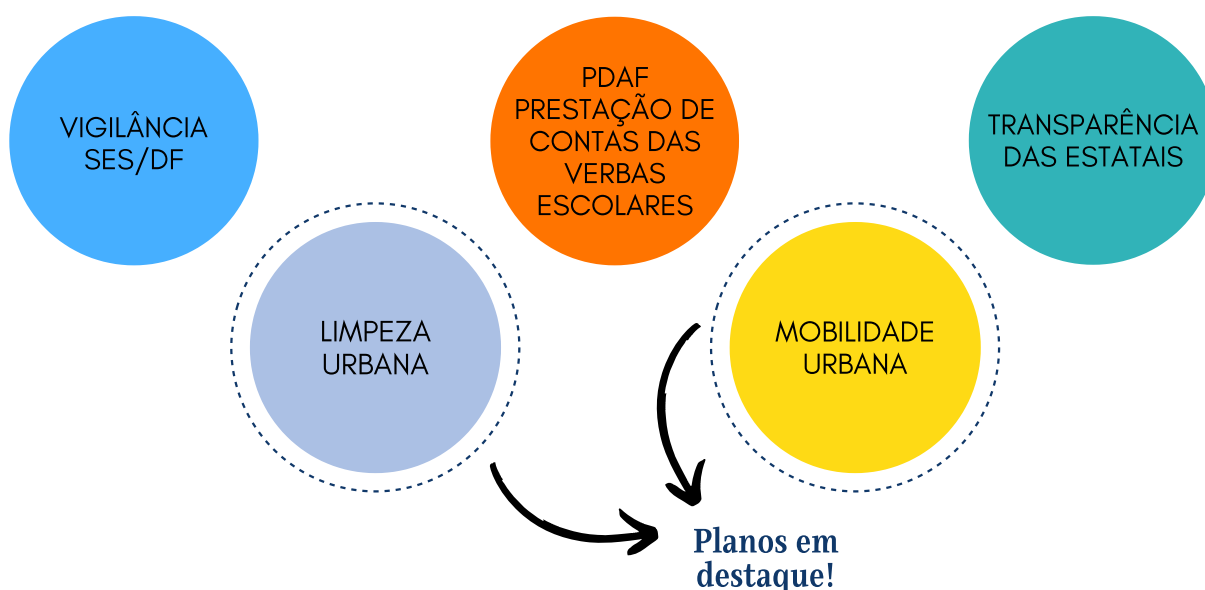 VIGILÂNCIA
SES/DF
PDAF
PRESTAÇÃO DE
CONTAS DAS
VERBAS
ESCOLARES
TRANSPARÊNCIA
DAS ESTATAIS
LIMPEZA
URBANA
MOBILIDADE
URBANA
Planos em
destaque!